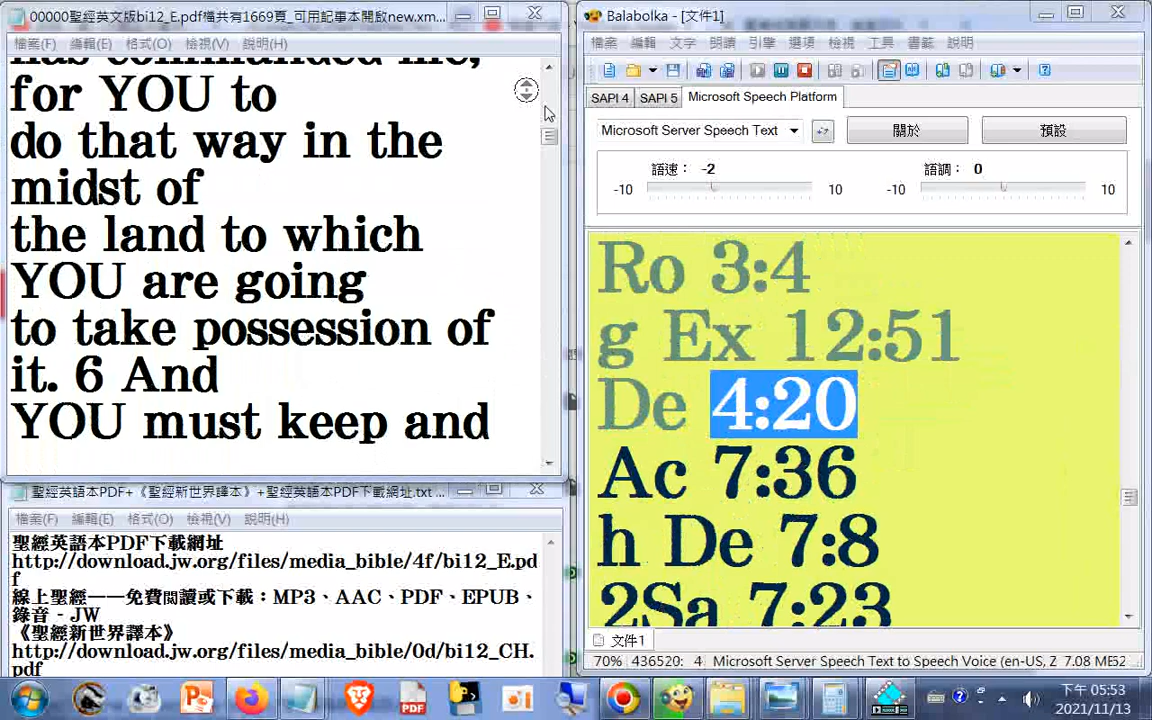 00000聖經英文版bi12_E.pdf檔共有1669頁_可用記事本開啟new.xm...
檔案(F) 編輯(E) 格式(O) 檢視(V) 說明(H)
has commanded me,
for YOU to
do that way in the
midst of
the land to which
YOU are going
to take possession of
it. 6 And
YOU must keep and
聖經英語本PDF+《聖經新世界譯本》+聖經英語本PDF下載網址.txt ...
檔案(F) 編輯(E) 格式(O) 檢視(V) 說明(H)
聖經英語本PDF下載網址
http://download.jw.org/files/media_bible/4f/bi12_E.pd
f
線上聖經——免費閱讀或下載：MP3、AAC、PDF、EPUB、
錄音 - JW
《聖經新世界譯本》
http://download.jw.org/files/media_bible/0d/bi12_CH.
pdf
Balabolka - [文件1]
檔案 編輯 文字 朗讀 引擎 選項 檢視 工具 書籤 說明
SAPI 4 SAPI 5 Microsoft Speech Platform
Microsoft Server Speech Text 關於 預設
語速： -2 語調： 0
-10 10 -10 10
Ro 3:4
g Ex 12:51
De 4:20
Ac 7:36
h De 7:8
2Sa 7:23
文件1
70% 436520: 4 Microsoft Server Speech Text to Speech Voice (en-US, Z 7.08 ME52
下午 05:53
2021/11/13